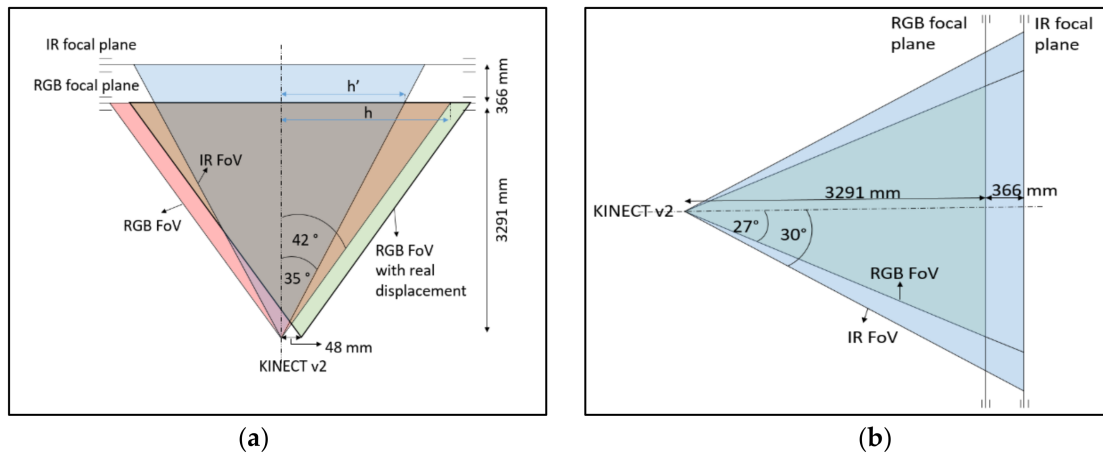 IR focal plane
RGB focal plane
h'
h
366 mm
3291 mm
IR FoV
RGB FoV
42 °
35 °
RGB FoV
with real
displacement
48 mm
KINECT v2
(a)
RGB focal
plane
IR focal
plane
3291 mm
366 mm
KINECT v2
27°
30°
RGB FoV
IR FoV
(b)